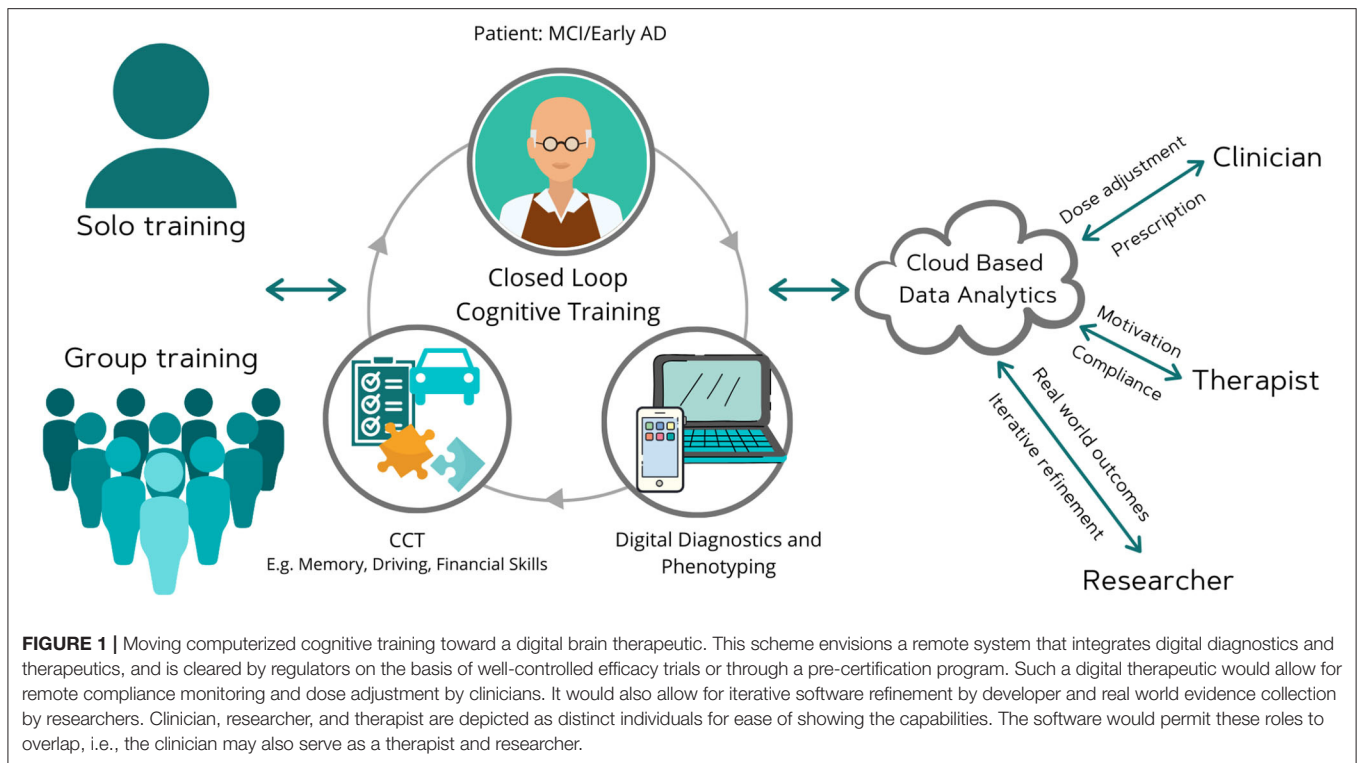 Patient: MCI/Early AD
Solo training
Group training
Closed Loop
Cognitive Training
CCT
E.g. Memory, Driving, Financial Skills
Digital Diagnostics and
Phenotyping
Cloud Based
Data Analytics
Dose adjustment
Prescription
Clinician
Motivation
Compliance
Therapist
Real world outcomes
Iterative refinement
Researcher
FIGURE 1 | Moving computerized cognitive training toward a digital brain therapeutic. This scheme envisions a remote system that integrates digital diagnostics and
therapeutics, and is cleared by regulators on the basis of well-controlled efficacy trials or through a pre-certification program. Such a digital therapeutic would allow for
remote compliance monitoring and dose adjustment by clinicians. It would also allow for iterative software refinement by developer and real world evidence collection
by researchers. Clinician, researcher, and therapist are depicted as distinct individuals for ease of showing the capabilities. The software would permit these roles to
overlap, i.e., the clinician may also serve as a therapist and researcher.